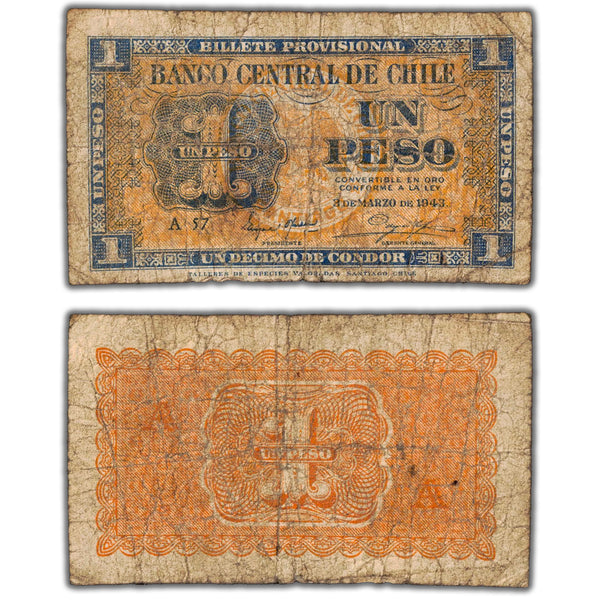 1 BILLETE PROVISIONAL 1
BANCO CENTRAL DE CHILE
UN PESO
UN PESO
1
UN PESO
UN
PESO
CONVERTIBLE EN ORO
CONFORME A LA LEY
3 DE MARZO DE 1943.
A 57
PRESIDENTE
GERENTE GENERAL
1 UN DECIMO DE CONDOR 1
TALLERES DE ESPECIES VALORADAS SANTIAGO CHILE
A
1
UN PESO
A